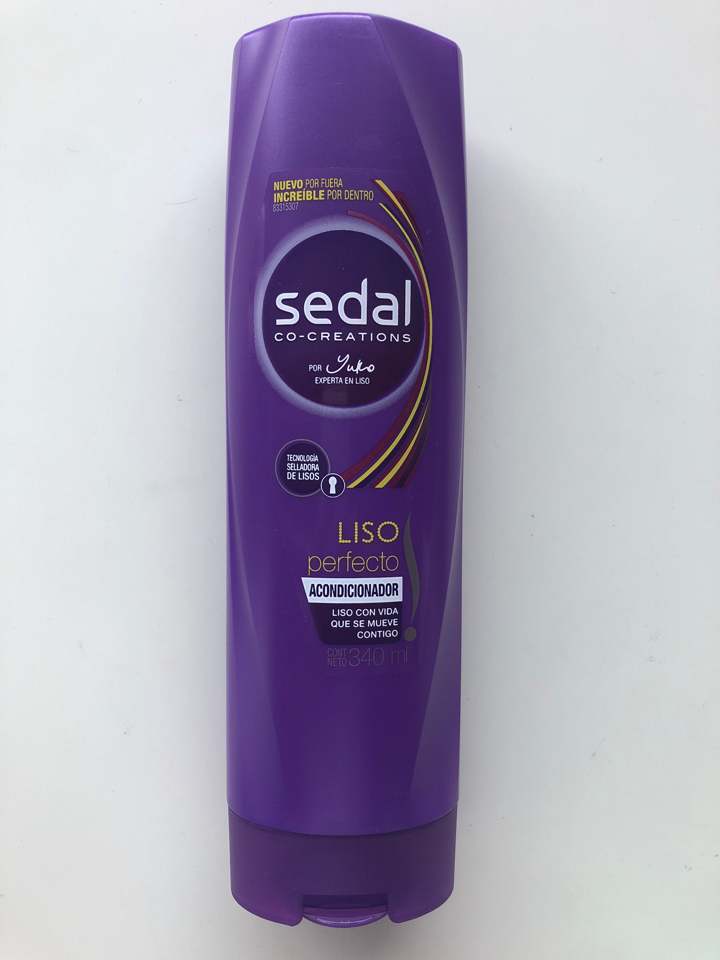 NUEVO POR FUERA
INCREÍBLE POR DENTRO
83315307
sedal
CO-CREATIONS
POR Yuko
EXPERTA EN LISO
TECNOLOGÍA
SELLADORA
DE LISOS
LISO
perfecto
ACONDICIONADOR
LISO CON VIDA
QUE SE MUEVE
CONTIGO
CONT
NETO 340 ml